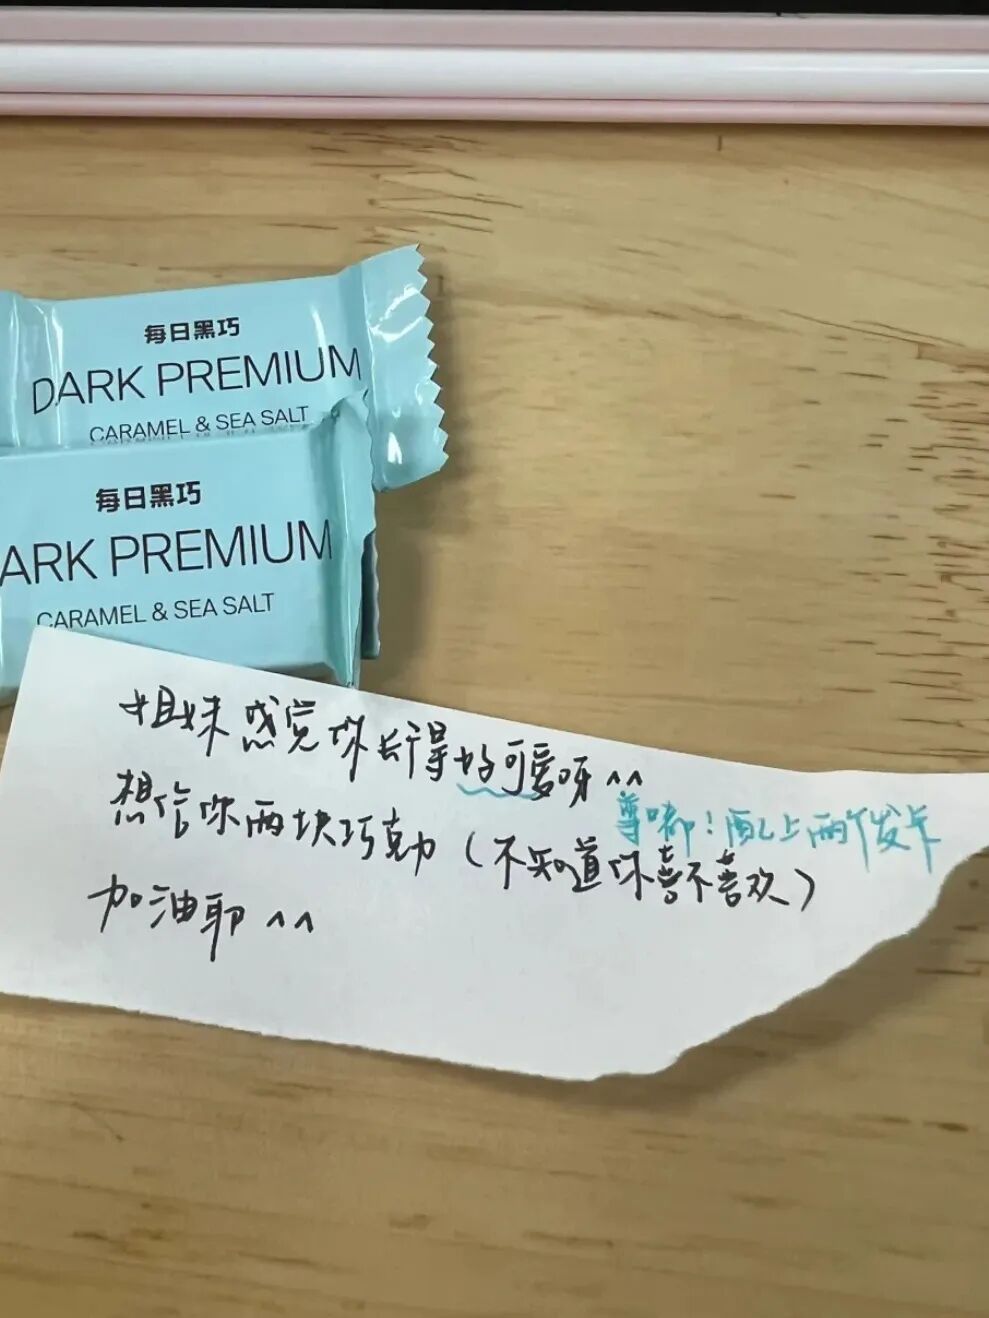 每日黑巧
DARK PREMIUM
CARAMEL & SEA SALT
每日黑巧
ARK PREMIUM
CARAMEL & SEA SALT
姐妹感觉你长得好可爱呀^^
尊嘟！配上两个发卡
想给你两块巧克力（不知道你喜不喜欢）
加油耶^^